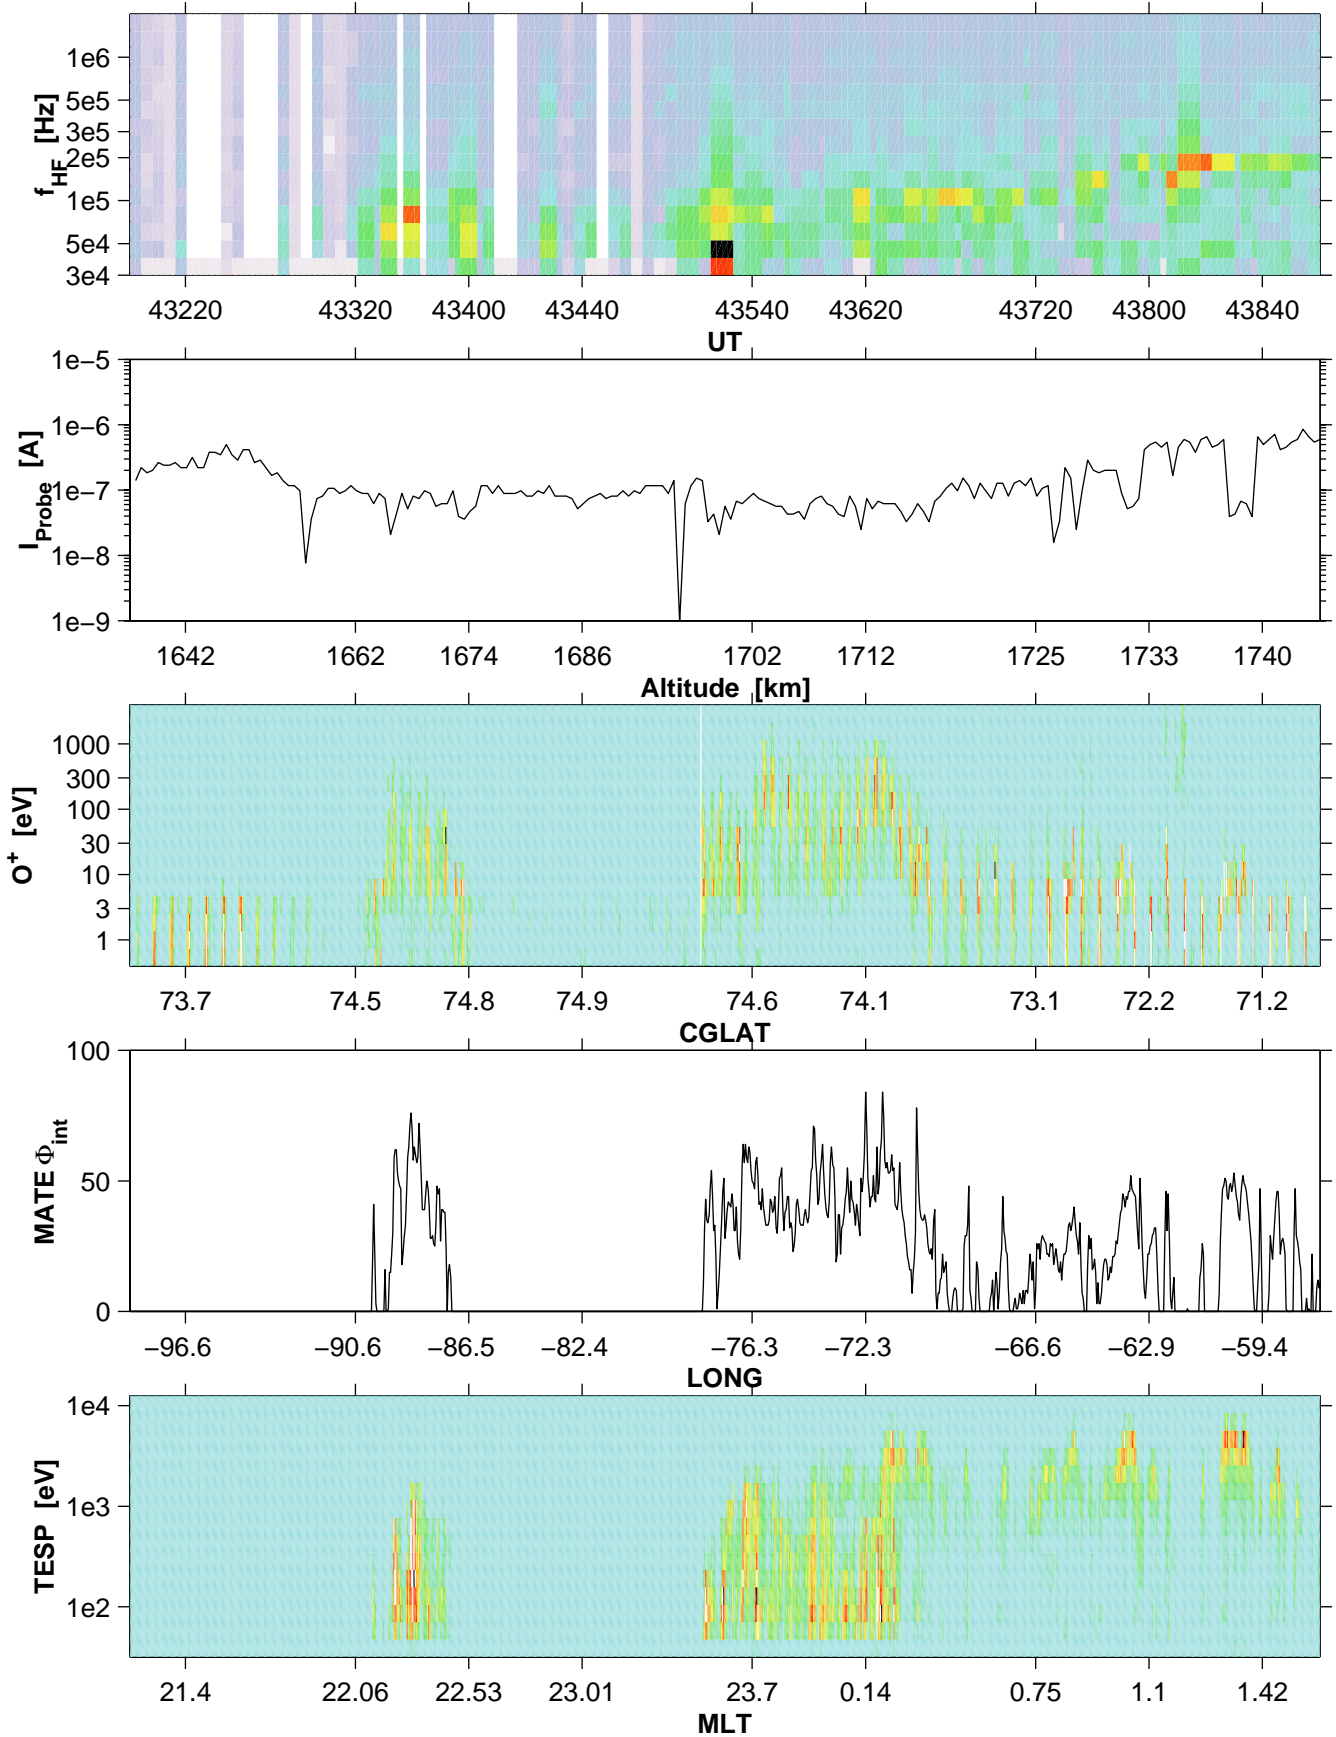 1e6
5e5
3e5
2e5
1e5
5e4
3e4
f_HF [Hz]
43220 43320 43400 43440 43540 43620 43720 43800 43840
UT
1e−5
1e−6
1e−7
1e−8
1e−9
I_Probe [A]
1642 1662 1674 1686 1702 1712 1725 1733 1740
Altitude [km]
1000
300
100
30
10
3
1
O+ [eV]
73.7 74.5 74.8 74.9 74.6 74.1 73.1 72.2 71.2
CGLAT
100
50
0
MATE Φ_int
−96.6 −90.6 −86.5 −82.4 −76.3 −72.3 −66.6 −62.9 −59.4
LONG
1e4
1e3
1e2
TESP [eV]
21.4 22.06 22.53 23.01 23.7 0.14 0.75 1.1 1.42
MLT